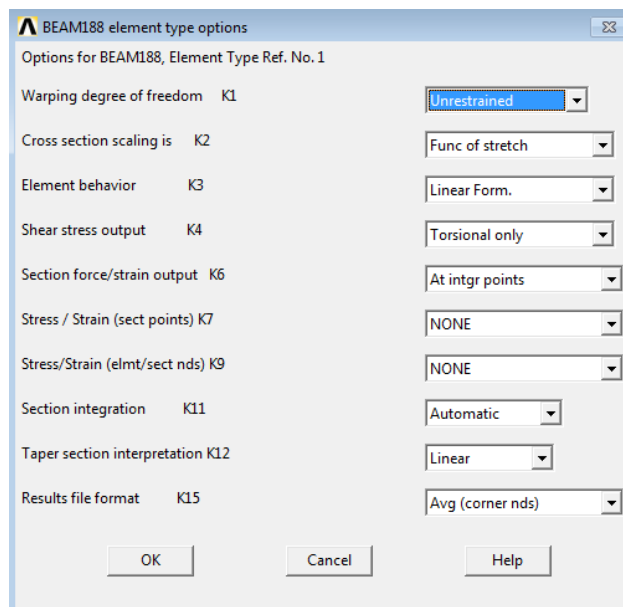 BEAM188 element type options
Options for BEAM188, Element Type Ref. No. 1
Warping degree of freedom K1 Unrestrained
Cross section scaling is K2 Func of stretch
Element behavior K3 Linear Form.
Shear stress output K4 Torsional only
Section force/strain output K6 At intgr points
Stress / Strain (sect points) K7 NONE
Stress/Strain (elmt/sect nds) K9 NONE
Section integration K11 Automatic
Taper section interpretation K12 Linear
Results file format K15 Avg (corner nds)
OK Cancel Help